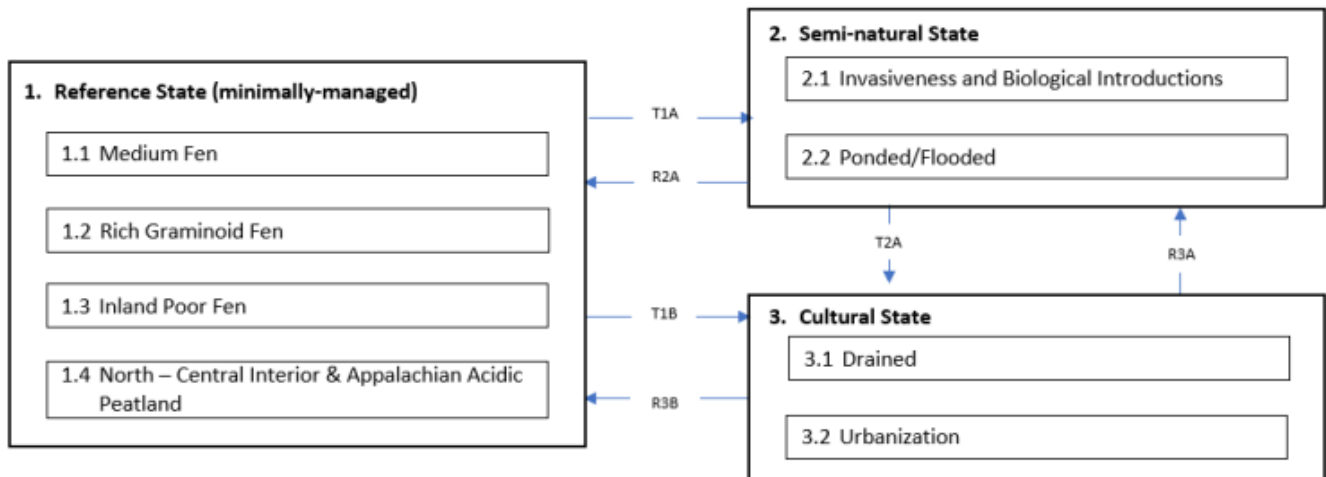 1. Reference State (minimally-managed)
1.1 Medium Fen
1.2 Rich Graminoid Fen
1.3 Inland Poor Fen
1.4 North – Central Interior & Appalachian Acidic
Peatland
T1A
R2A
T1B
R3B
2. Semi-natural State
2.1 Invasiveness and Biological Introductions
2.2 Ponded/Flooded
T2A
R3A
3. Cultural State
3.1 Drained
3.2 Urbanization